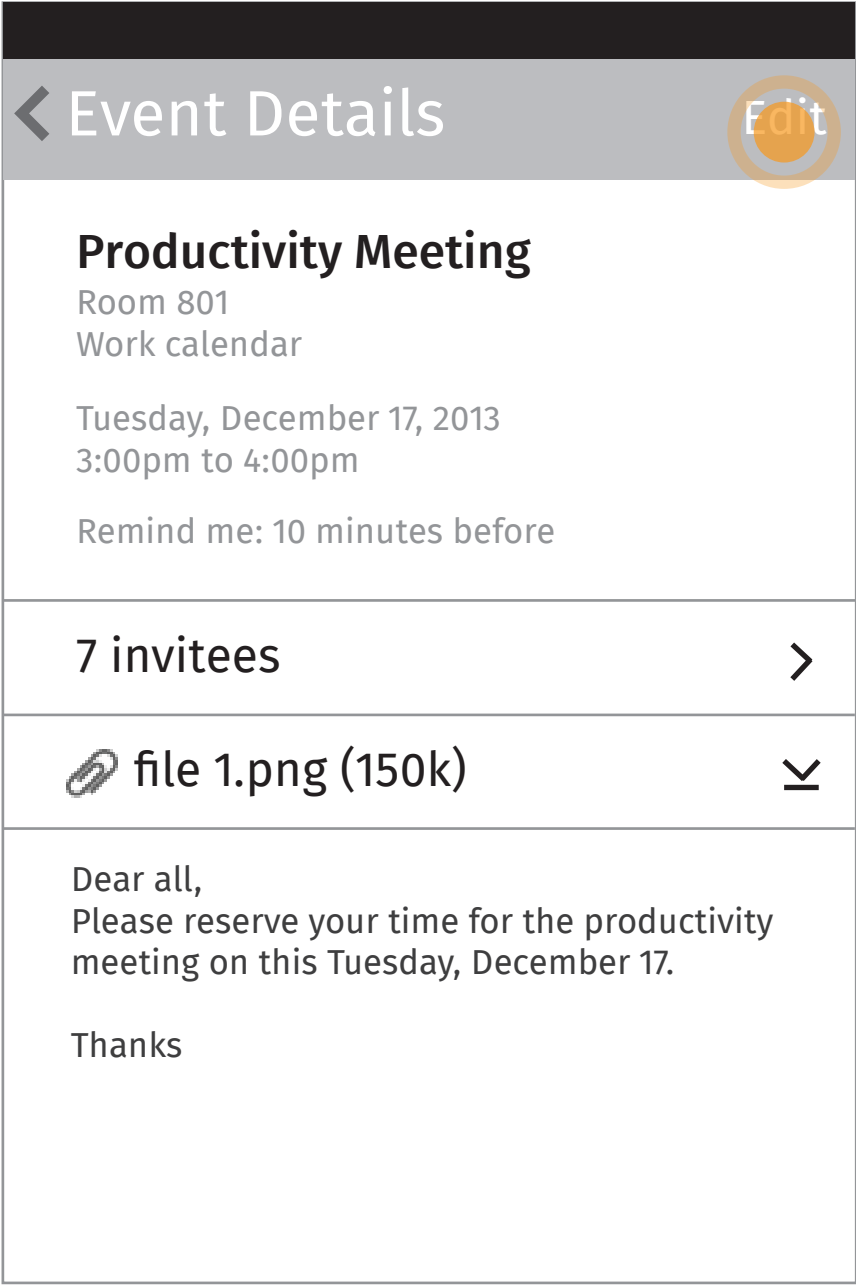 Event Details
Edit
Productivity Meeting
Room 801
Work calendar
Tuesday, December 17, 2013
3:00pm to 4:00pm
Remind me: 10 minutes before
7 invitees
file 1.png (150k)
Dear all,
Please reserve your time for the productivity
meeting on this Tuesday, December 17.
Thanks